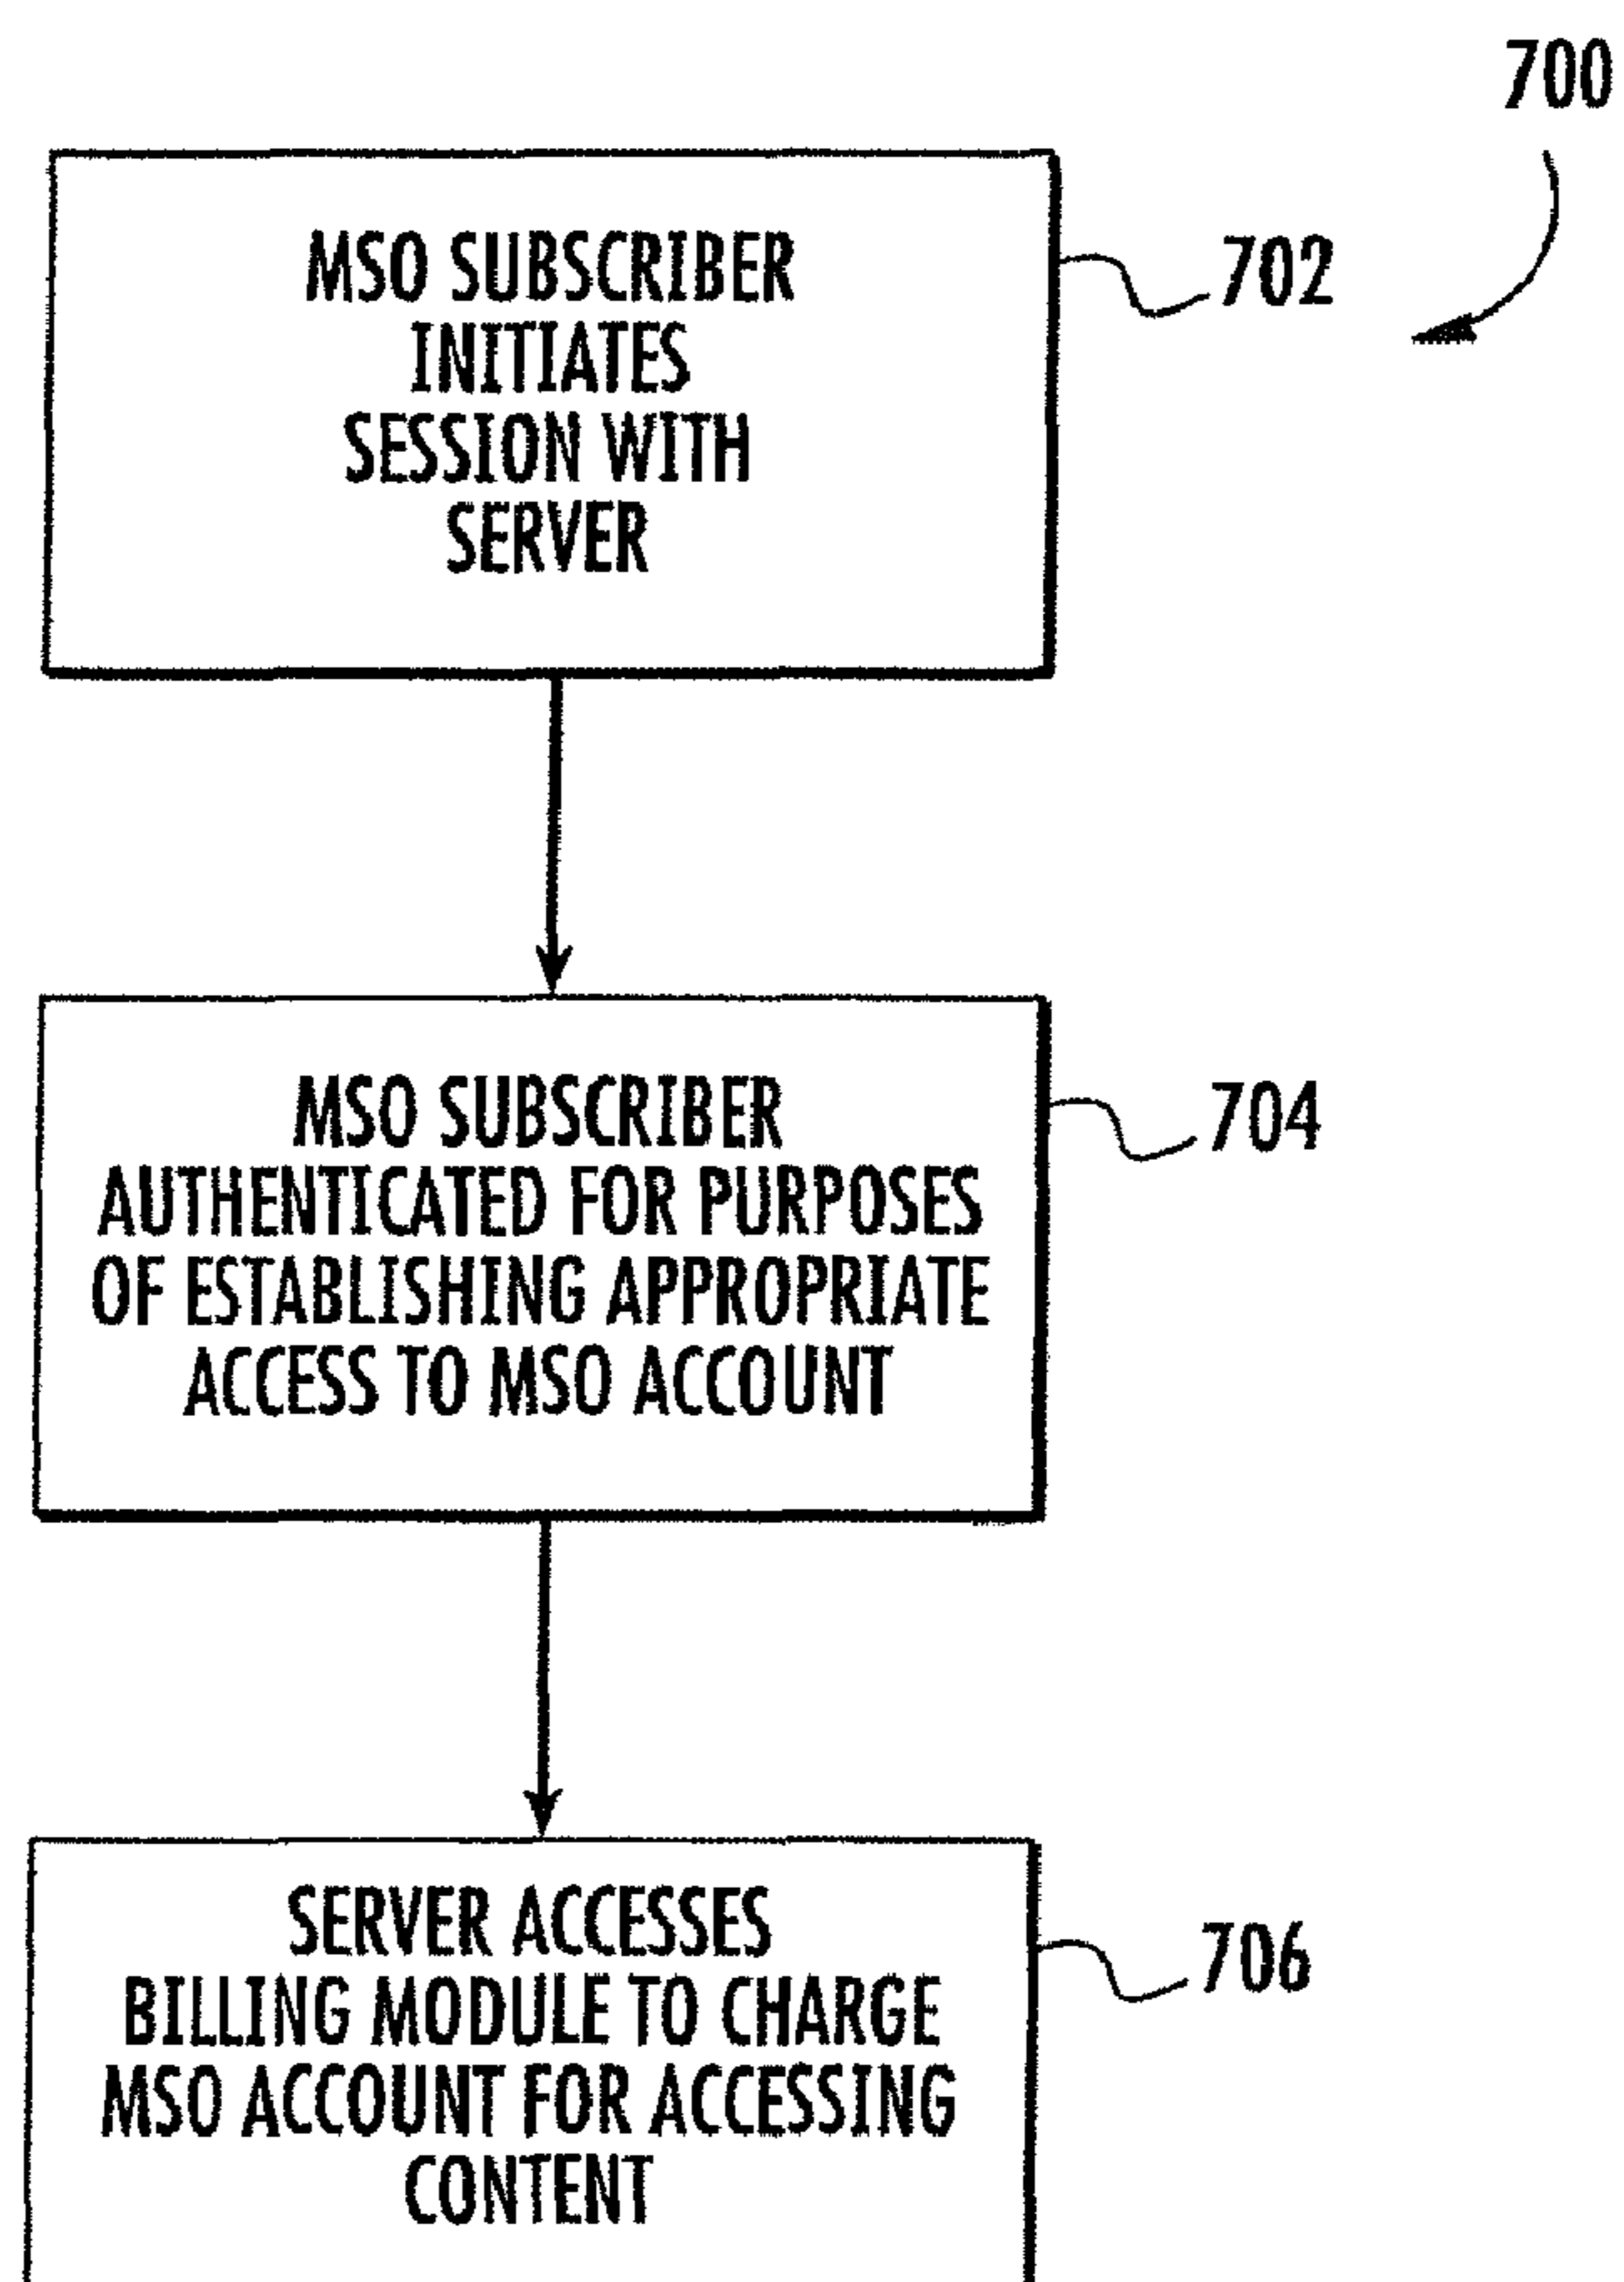 700
MSO SUBSCRIBER
INITIATES
SESSION WITH
SERVER
702
MSO SUBSCRIBER
AUTHENTICATED FOR PURPOSES
OF ESTABLISHING APPROPRIATE
ACCESS TO MSO ACCOUNT
704
SERVER ACCESSES
BILLING MODULE TO CHARGE
MSO ACCOUNT FOR ACCESSING
CONTENT
706